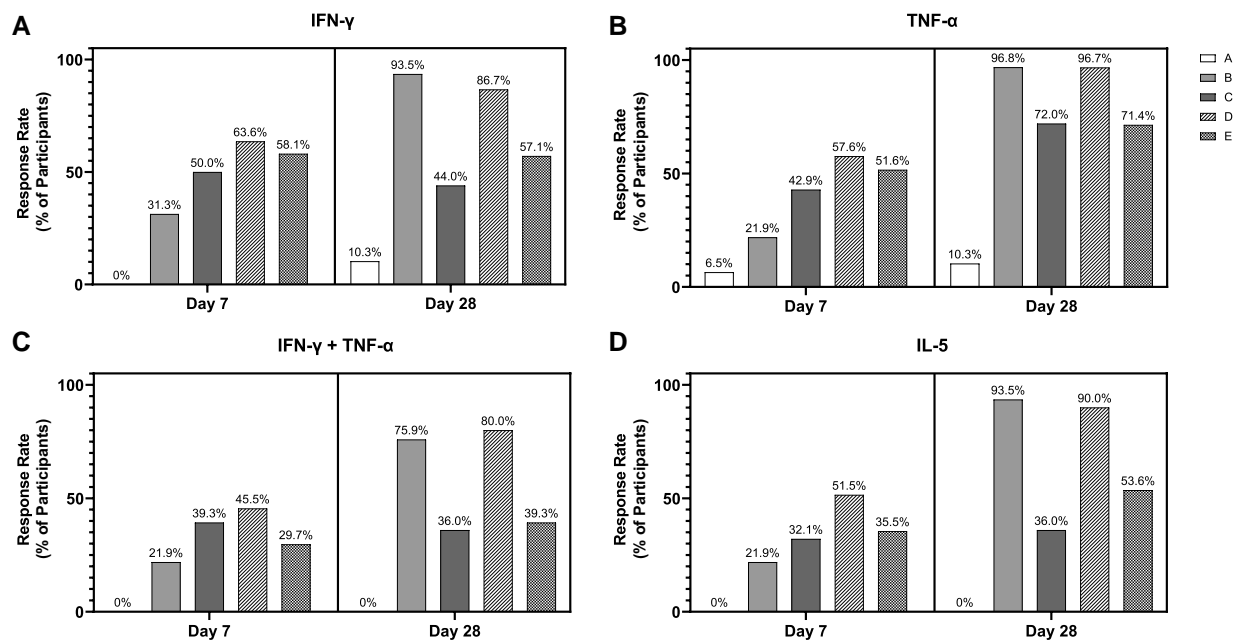 A
IFN-γ
Response Rate
(% of Participants)
100
50
0
0%
31.3%
50.0%
63.6%
58.1%
10.3%
93.5%
44.0%
86.7%
57.1%
Day 7
Day 28
B
TNF-α
Response Rate
(% of Participants)
100
50
0
6.5%
21.9%
42.9%
57.6%
51.6%
10.3%
96.8%
72.0%
96.7%
71.4%
Day 7
Day 28
A
B
C
D
E
C
IFN-γ + TNF-α
Response Rate
(% of Participants)
100
50
0
0%
21.9%
39.3%
45.5%
29.7%
0%
75.9%
36.0%
80.0%
39.3%
Day 7
Day 28
D
IL-5
Response Rate
(% of Participants)
100
50
0
0%
21.9%
32.1%
51.5%
35.5%
0%
93.5%
36.0%
90.0%
53.6%
Day 7
Day 28